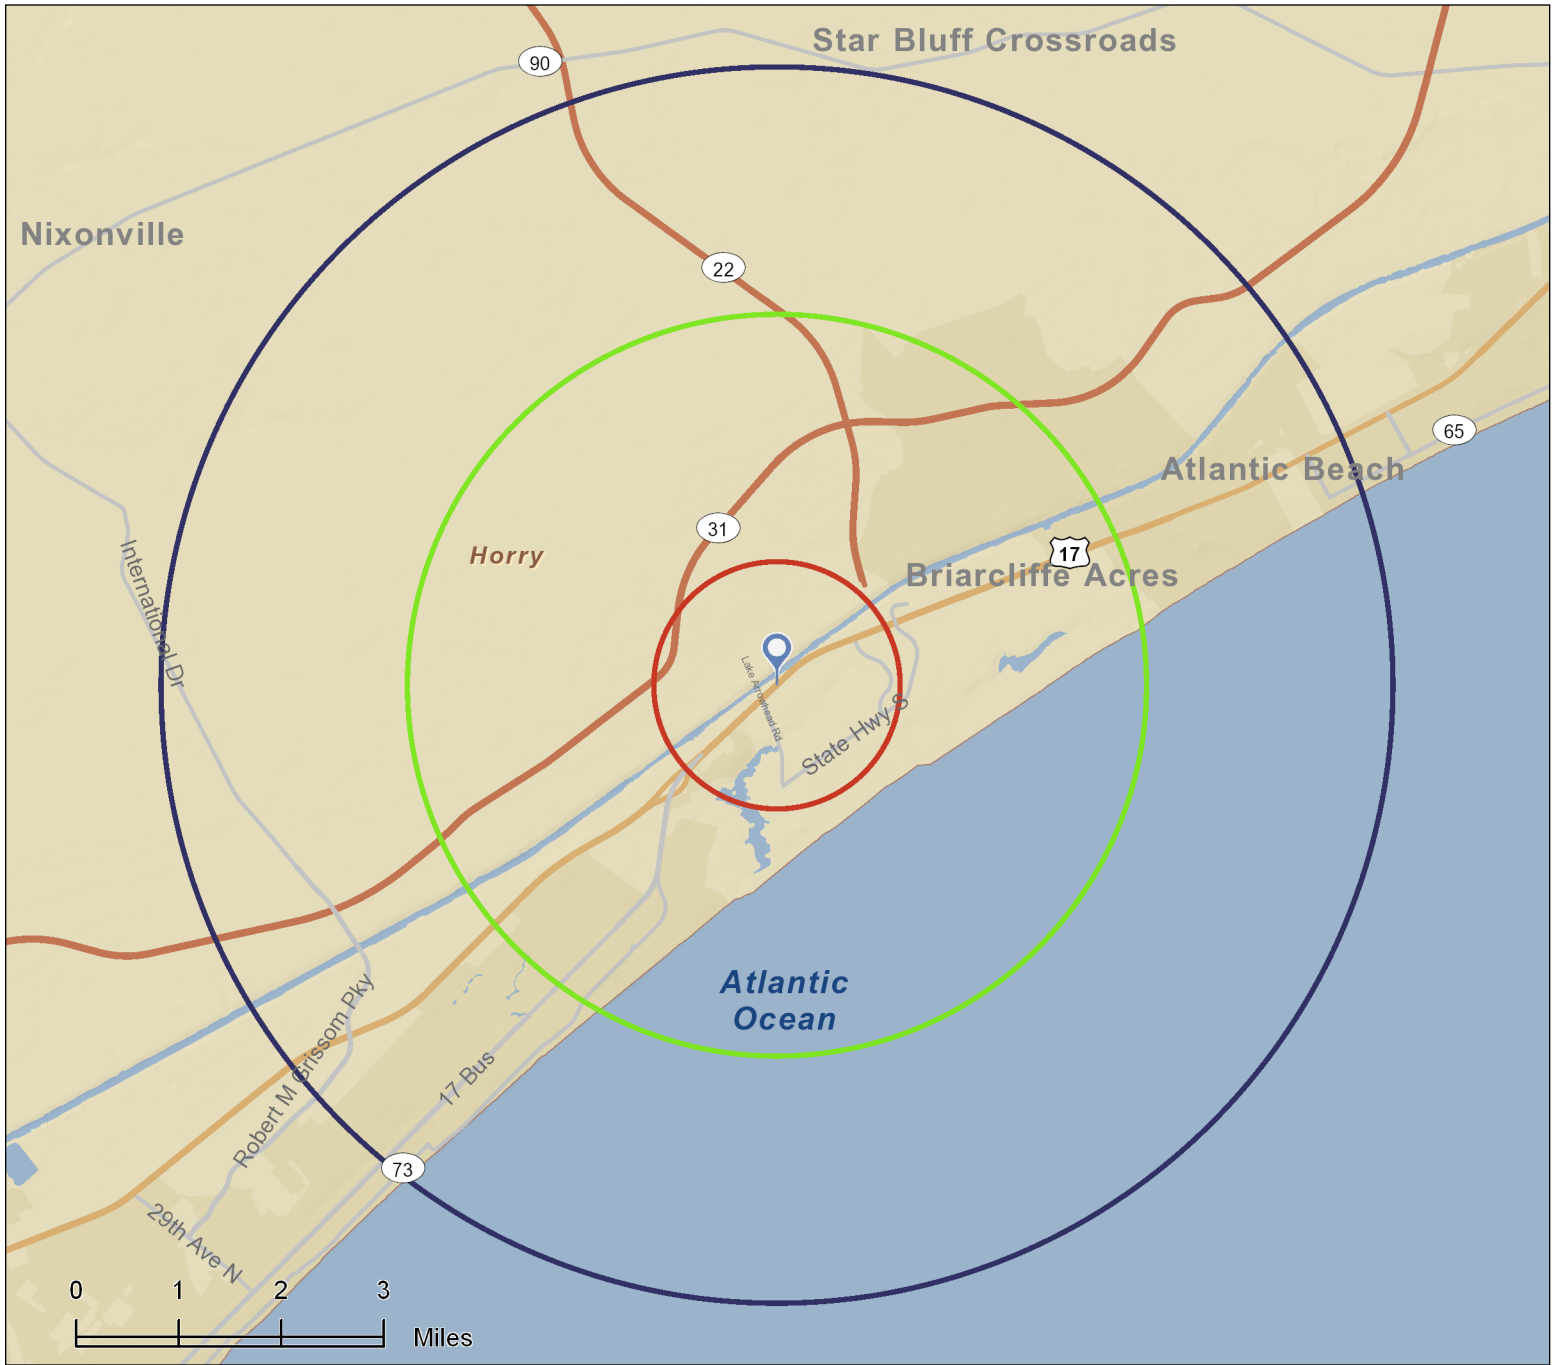 Star Bluff Crossroads
90
Nixonville
22
65
Atlantic Beach
31
17
Horry
Briarcliffe Acres
International Dr
Lake Arrowhead Rd
State Hwy S
Atlantic
Ocean
Robert M Grissom Pky
17 Bus
73
29th Ave N
0 1 2 3
Miles